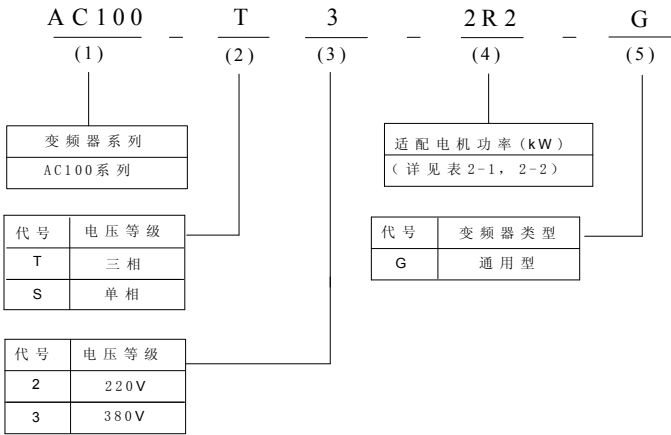 AC100 – T 3 – 2R2 – G
(1) (2) (3) (4) (5)
变频器系列
AC100系列
适配电机功率(kW)
(详见表2-1, 2-2)
代号 电压等级
T 三相
S 单相
代号 变频器类型
G 通用型
代号 电压等级
2 220V
3 380V